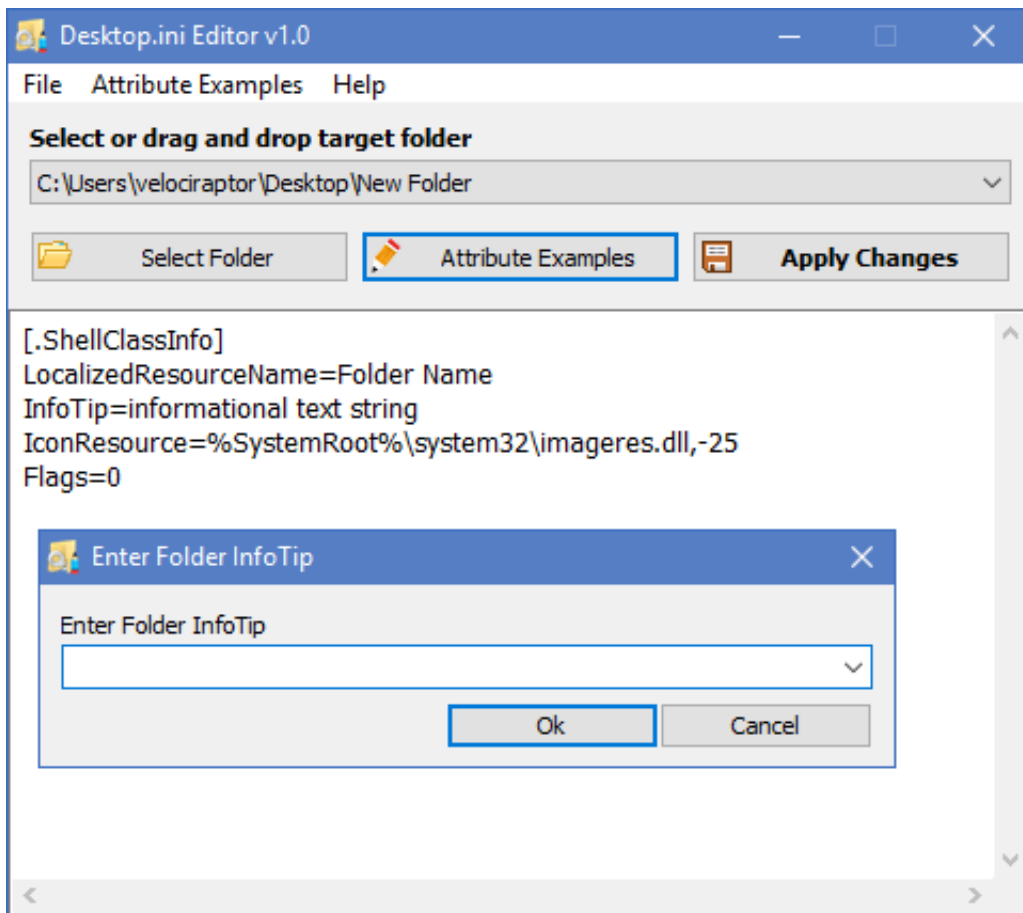 Desktop.ini Editor v1.0
File Attribute Examples Help
Select or drag and drop target folder
C:\Users\velociraptor\Desktop\New Folder
Select Folder Attribute Examples Apply Changes
[.ShellClassInfo]
LocalizedResourceName=Folder Name
InfoTip=informational text string
IconResource=%SystemRoot%\system32\imageres.dll,-25
Flags=0
Enter Folder InfoTip
Enter Folder InfoTip
Ok Cancel